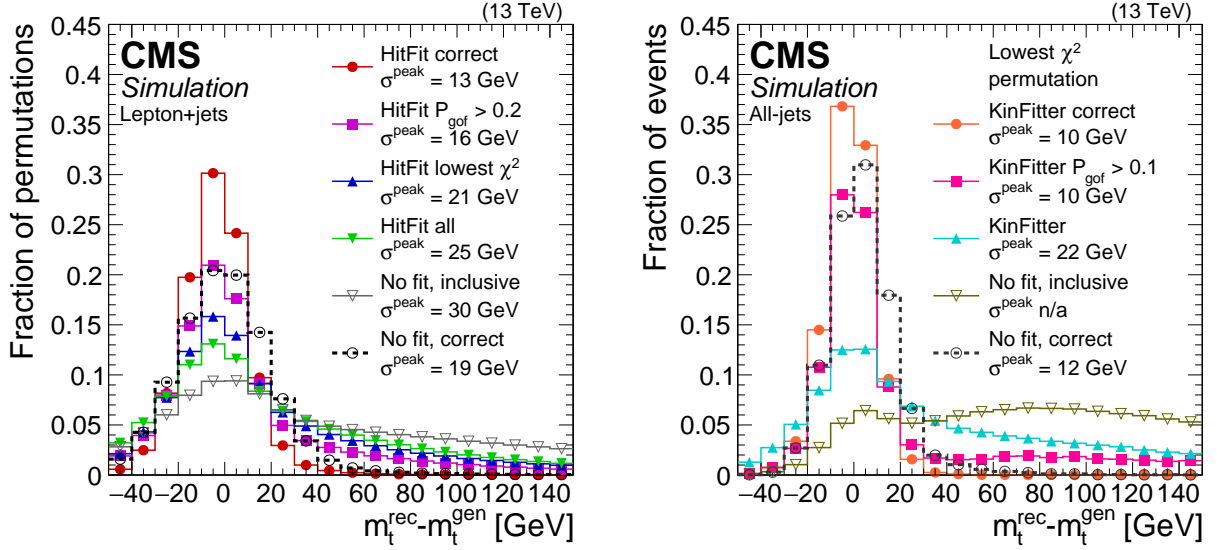 (13 TeV)
CMS
Simulation
Lepton+jets
HitFit correct
σ^peak = 13 GeV
HitFit P_gof > 0.2
σ^peak = 16 GeV
HitFit lowest χ²
σ^peak = 21 GeV
HitFit all
σ^peak = 25 GeV
No fit, inclusive
σ^peak = 30 GeV
No fit, correct
σ^peak = 19 GeV
Fraction of permutations
0.45
0.4
0.35
0.3
0.25
0.2
0.15
0.1
0.05
0
−40 −20 0 20 40 60 80 100 120 140
m_t^rec-m_t^gen [GeV]
(13 TeV)
CMS
Simulation
All-jets
Lowest χ²
permutation
KinFitter correct
σ^peak = 10 GeV
KinFitter P_gof > 0.1
σ^peak = 10 GeV
KinFitter
σ^peak = 22 GeV
No fit, inclusive
σ^peak n/a
No fit, correct
σ^peak = 12 GeV
Fraction of events
0.45
0.4
0.35
0.3
0.25
0.2
0.15
0.1
0.05
0
−40 −20 0 20 40 60 80 100 120 140
m_t^rec-m_t^gen [GeV]